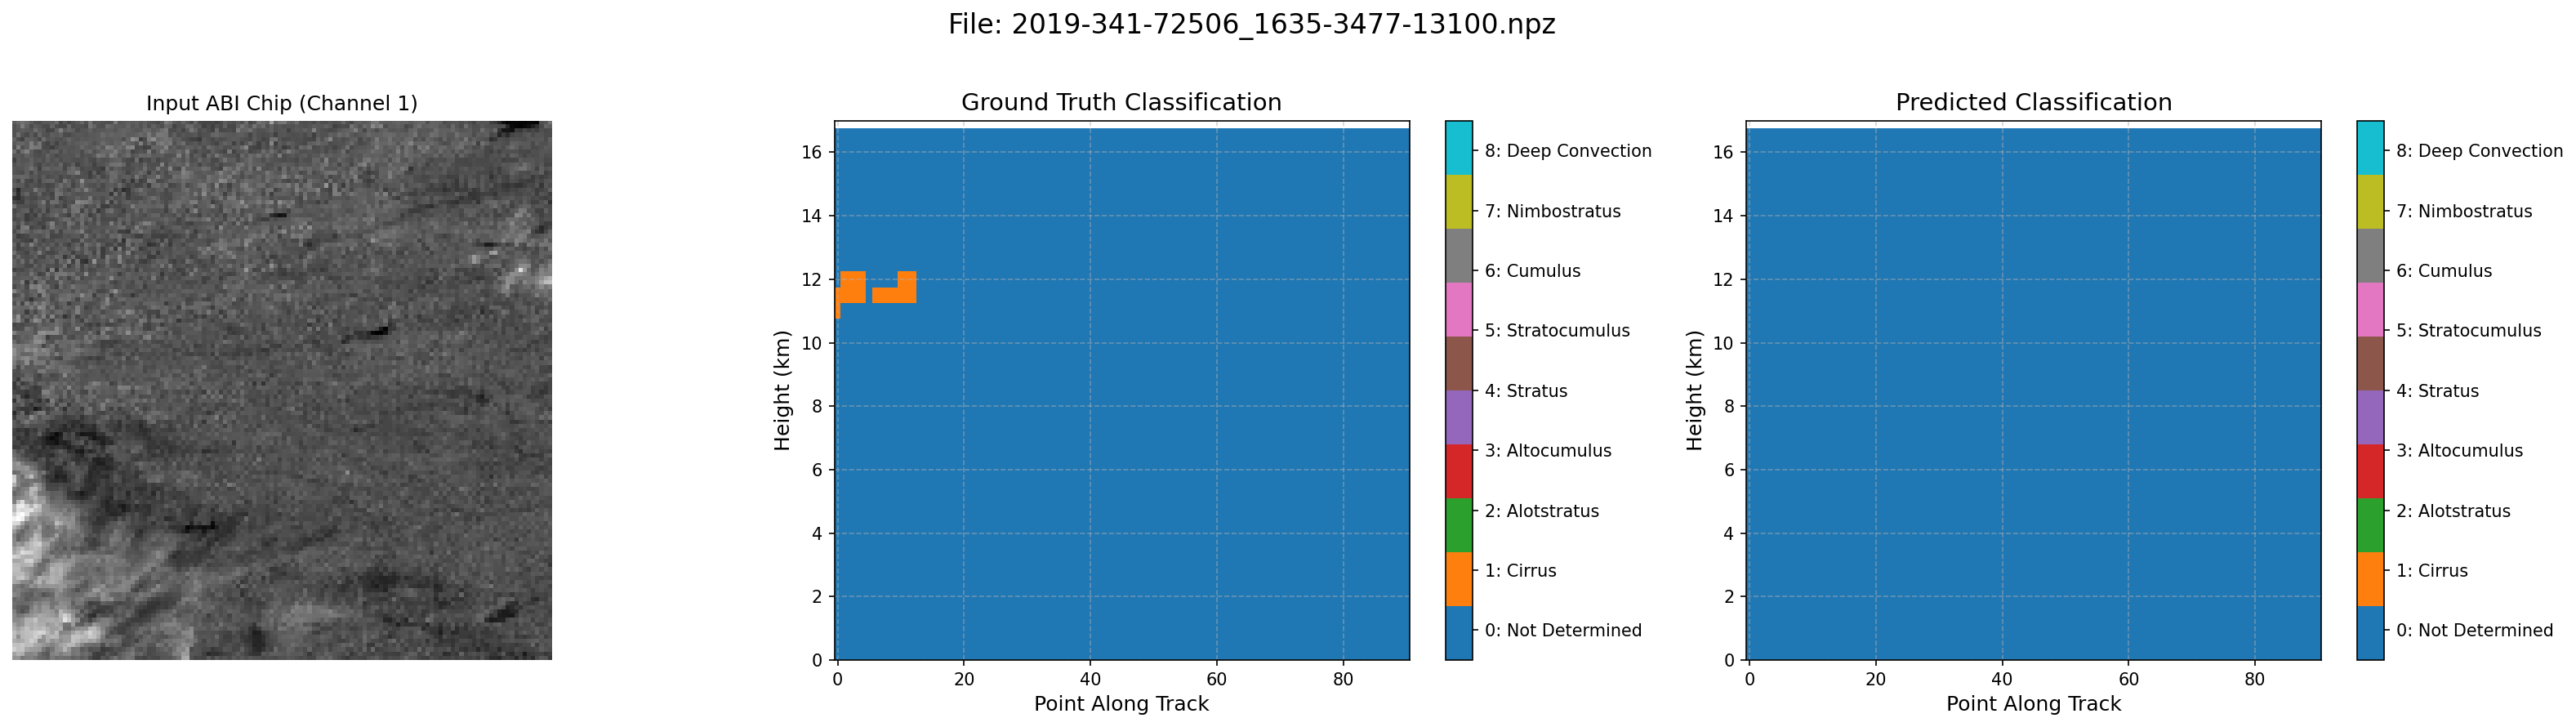 File: 2019-341-72506_1635-3477-13100.npz
Input ABI Chip (Channel 1)
Ground Truth Classification
Height (km)
16
14
12
10
8
6
4
2
0
0 20 40 60 80
Point Along Track
8: Deep Convection
7: Nimbostratus
6: Cumulus
5: Stratocumulus
4: Stratus
3: Altocumulus
2: Alotstratus
1: Cirrus
0: Not Determined
Predicted Classification
Height (km)
16
14
12
10
8
6
4
2
0
0 20 40 60 80
Point Along Track
8: Deep Convection
7: Nimbostratus
6: Cumulus
5: Stratocumulus
4: Stratus
3: Altocumulus
2: Alotstratus
1: Cirrus
0: Not Determined